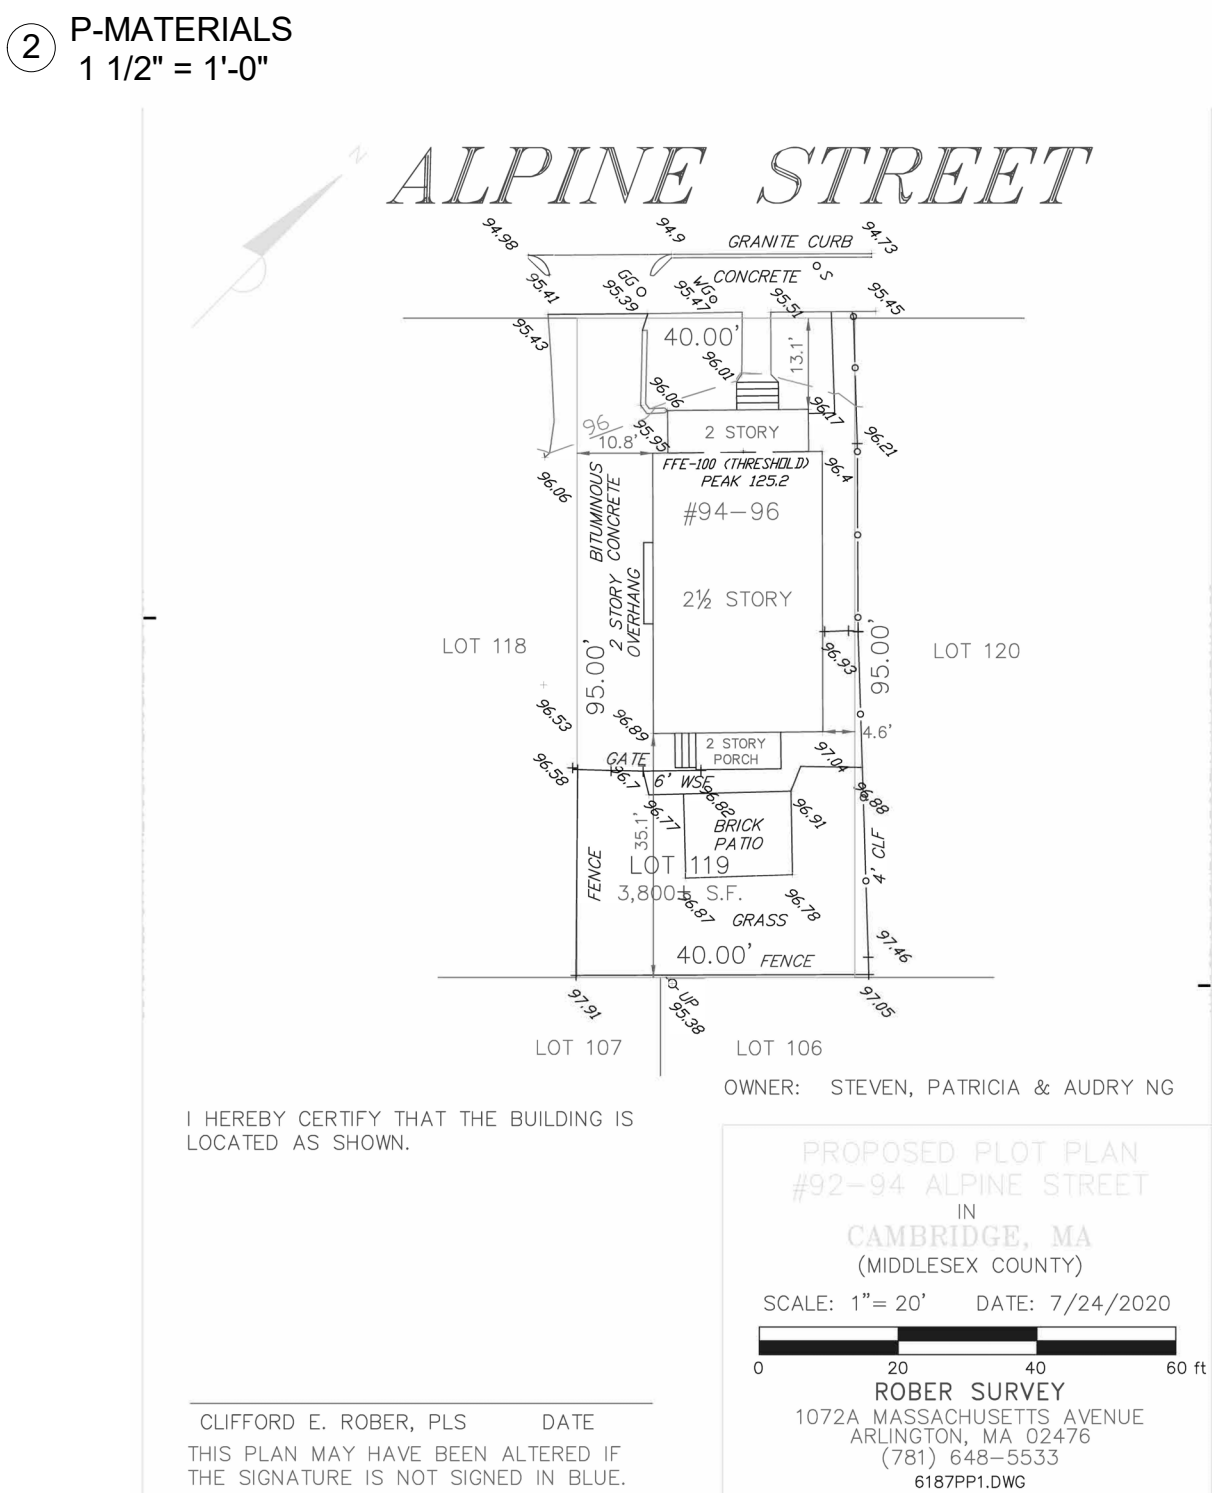 2
P-MATERIALS
1 1/2" = 1'-0"
N
ALPINE STREET
94.98
94.9
GRANITE CURB
94.73
CONCRETE
S
GG
WG
95.41
95.39
95.47
95.51
95.45
95.43
40.00'
13.1'
96.01
96.06
96.17
96
95.95
10.8'
2 STORY
96.21
96.06
FFE=100 (THRESHOLD)
PEAK 125.2
96.4
#94-96
BITUMINOUS
CONCRETE
2 STORY
OVERHANG
2½ STORY
LOT 118
95.00'
96.93
95.00'
LOT 120
96.53
96.89
2 STORY
PORCH
4.6'
97.04
GATE
96.58
96.7
6' WSE
96.77
96.82
96.91
96.88
35.1'
BRICK
PATIO
4' CLF
FENCE
LOT 119
3,800± S.F.
96.87
96.78
GRASS
40.00'
FENCE
97.46
97.91
UP
95.38
97.05
LOT 107
LOT 106
OWNER: STEVEN, PATRICIA & AUDRY NG
I HEREBY CERTIFY THAT THE BUILDING IS
LOCATED AS SHOWN.
PROPOSED PLOT PLAN
#92-94 ALPINE STREET
IN
CAMBRIDGE, MA
(MIDDLESEX COUNTY)
SCALE: 1"= 20' DATE: 7/24/2020
0 20 40 60 ft
ROBER SURVEY
1072A MASSACHUSETTS AVENUE
ARLINGTON, MA 02476
(781) 648-5533
6187PP1.DWG
CLIFFORD E. ROBER, PLS DATE
THIS PLAN MAY HAVE BEEN ALTERED IF
THE SIGNATURE IS NOT SIGNED IN BLUE.